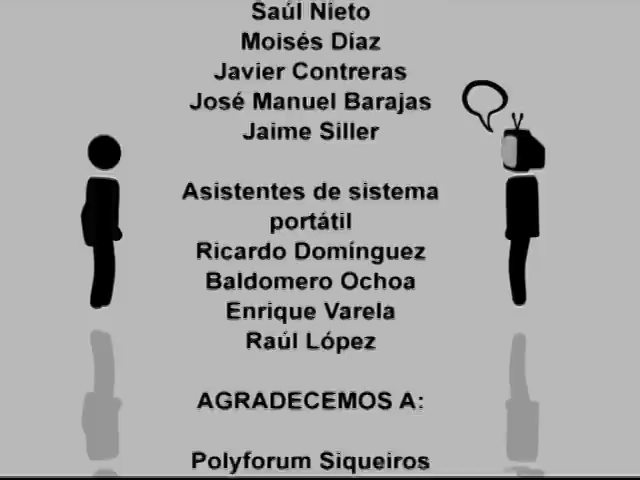 Saúl Nieto
Moisés Díaz
Javier Contreras
José Manuel Barajas
Jaime Siller
Asistentes de sistema
portátil
Ricardo Domínguez
Baldomero Ochoa
Enrique Varela
Raúl López
AGRADECEMOS A:
Polyforum Siqueiros